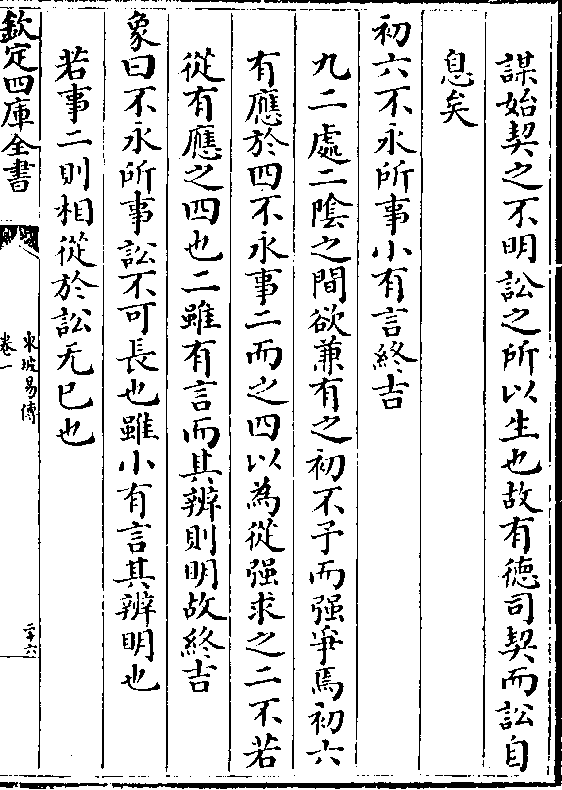 謀始契之不明訟之所以生也故有德司契而訟自
息矣
初六不永所事小有言終吉
九二處二陰之間欲兼有之初不予而强爭焉初六
有應於四不永事二而之四以為從强求之二不若
從有應之四也二雖有言而其辨則明故終吉
象曰不永所事訟不可長也雖小有言其辨明也
若事二則相從於訟无已也
欽定四庫全書
東坡易傳
卷一
二十六